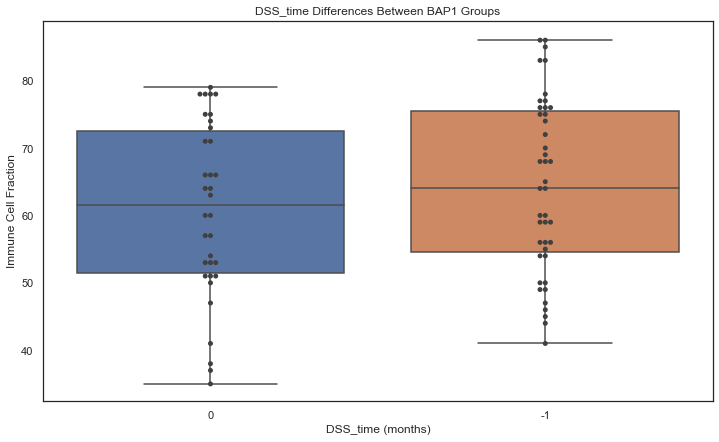 DSS_time Differences Between BAP1 Groups
Immune Cell Fraction
80
70
60
50
40
0
-1
DSS_time (months)